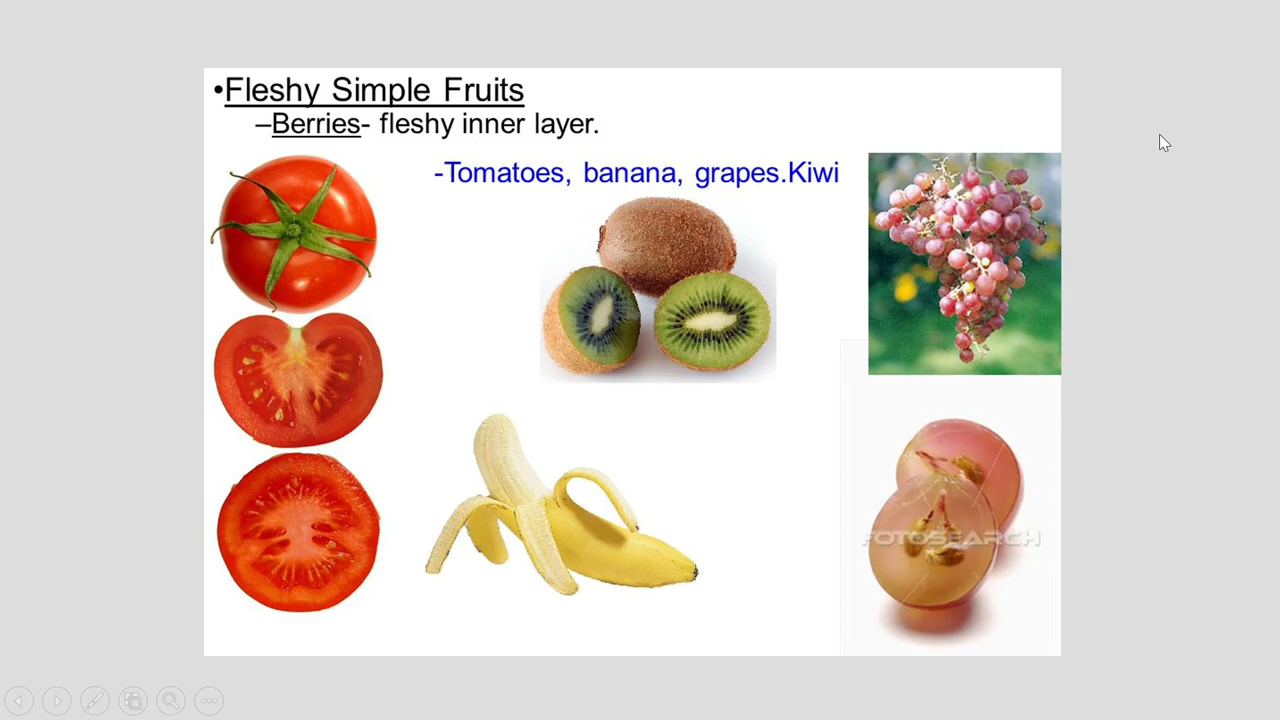 •Fleshy Simple Fruits
–Berries- fleshy inner layer.
-Tomatoes, banana, grapes.Kiwi
FOTOSEARCH